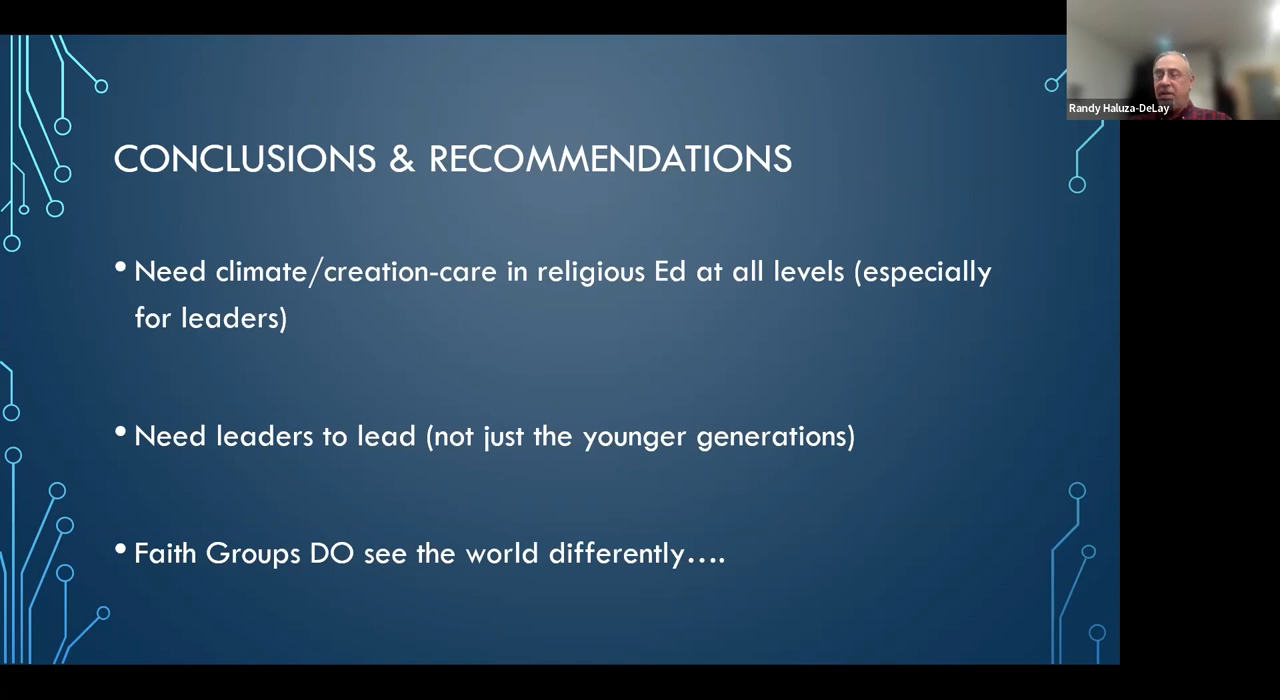 Randy Haluza-DeLay
CONCLUSIONS & RECOMMENDATIONS
• Need climate/creation-care in religious Ed at all levels (especially
for leaders)
• Need leaders to lead (not just the younger generations)
• Faith Groups DO see the world differently....